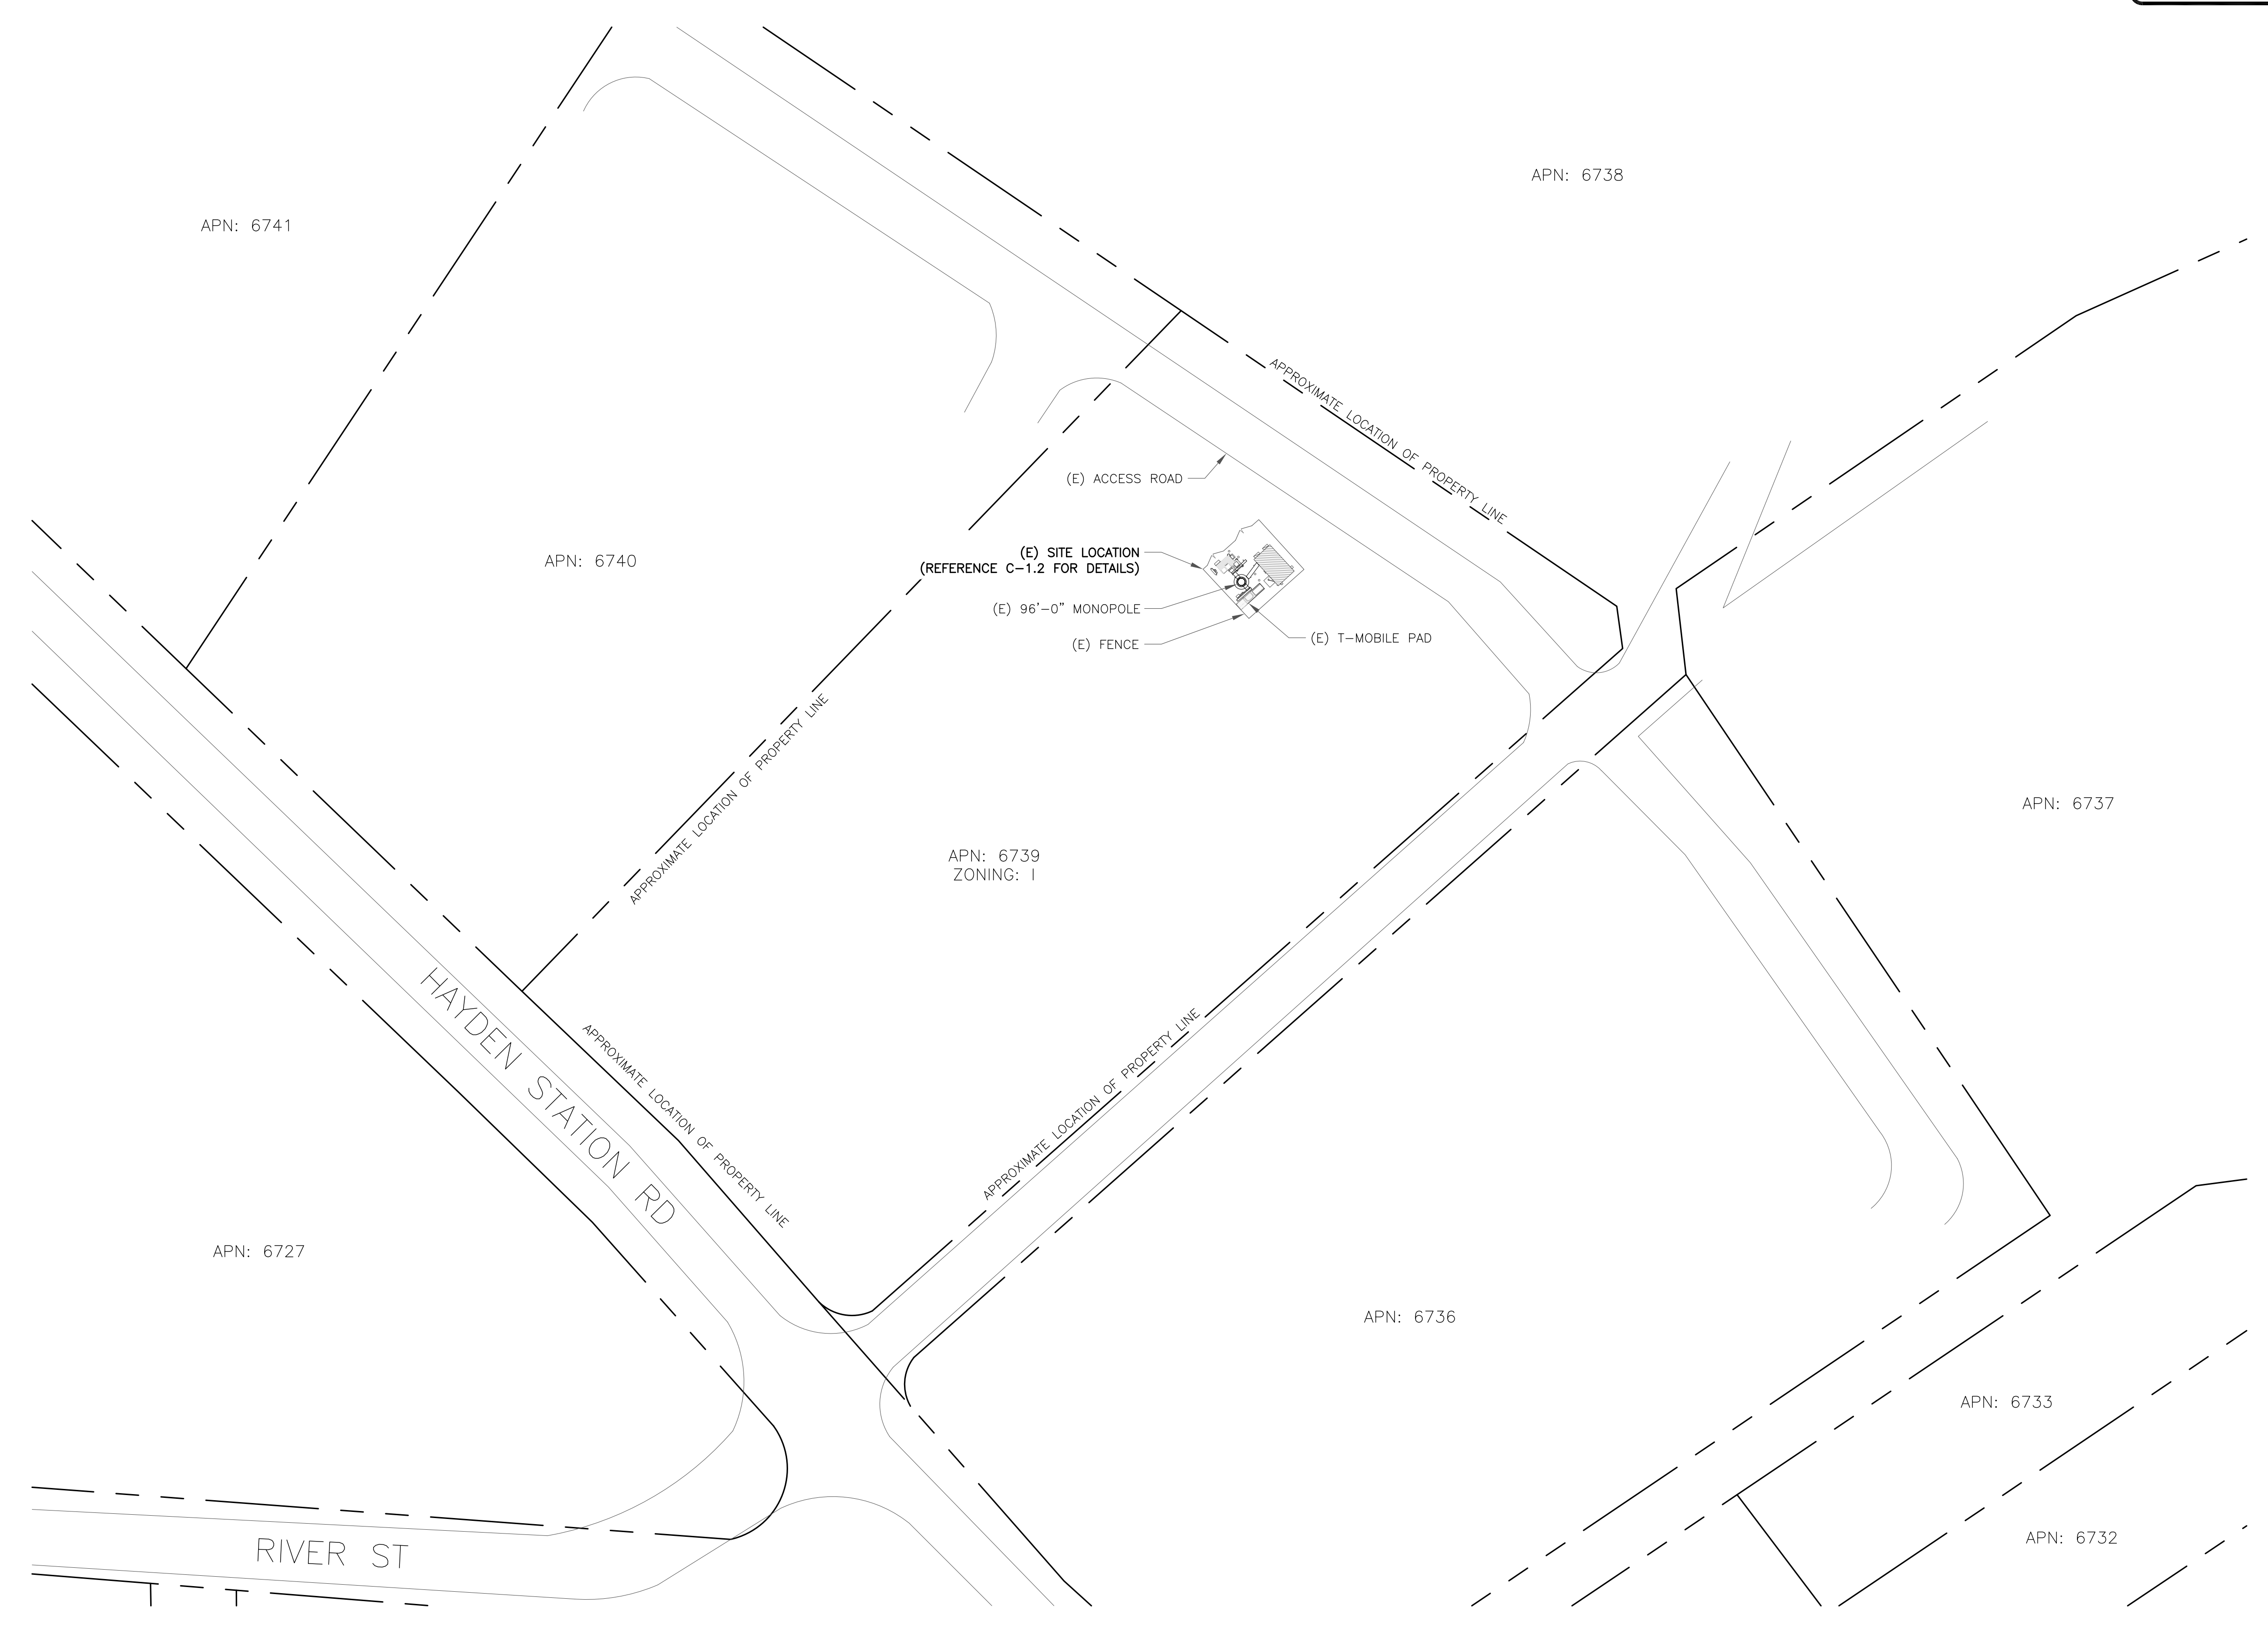 APN: 6738
APN: 6741
APPROXIMATE LOCATION OF PROPERTY LINE
(E) ACCESS ROAD
(E) SITE LOCATION
(REFERENCE C-1.2 FOR DETAILS)
APN: 6740
(E) 96'-0" MONOPOLE
(E) T-MOBILE PAD
(E) FENCE
APPROXIMATE LOCATION OF PROPERTY LINE
APN: 6737
APN: 6739
ZONING: I
HAYDEN STATION RD
APPROXIMATE LOCATION OF PROPERTY LINE
APPROXIMATE LOCATION OF PROPERTY LINE
APN: 6727
APN: 6736
APN: 6733
APN: 6732
RIVER ST